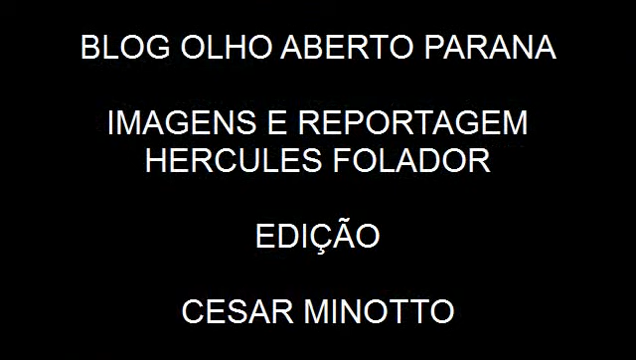 BLOG OLHO ABERTO PARANA
IMAGENS E REPORTAGEM
HERCULES FOLADOR
EDIÇÃO
CESAR MINOTTO